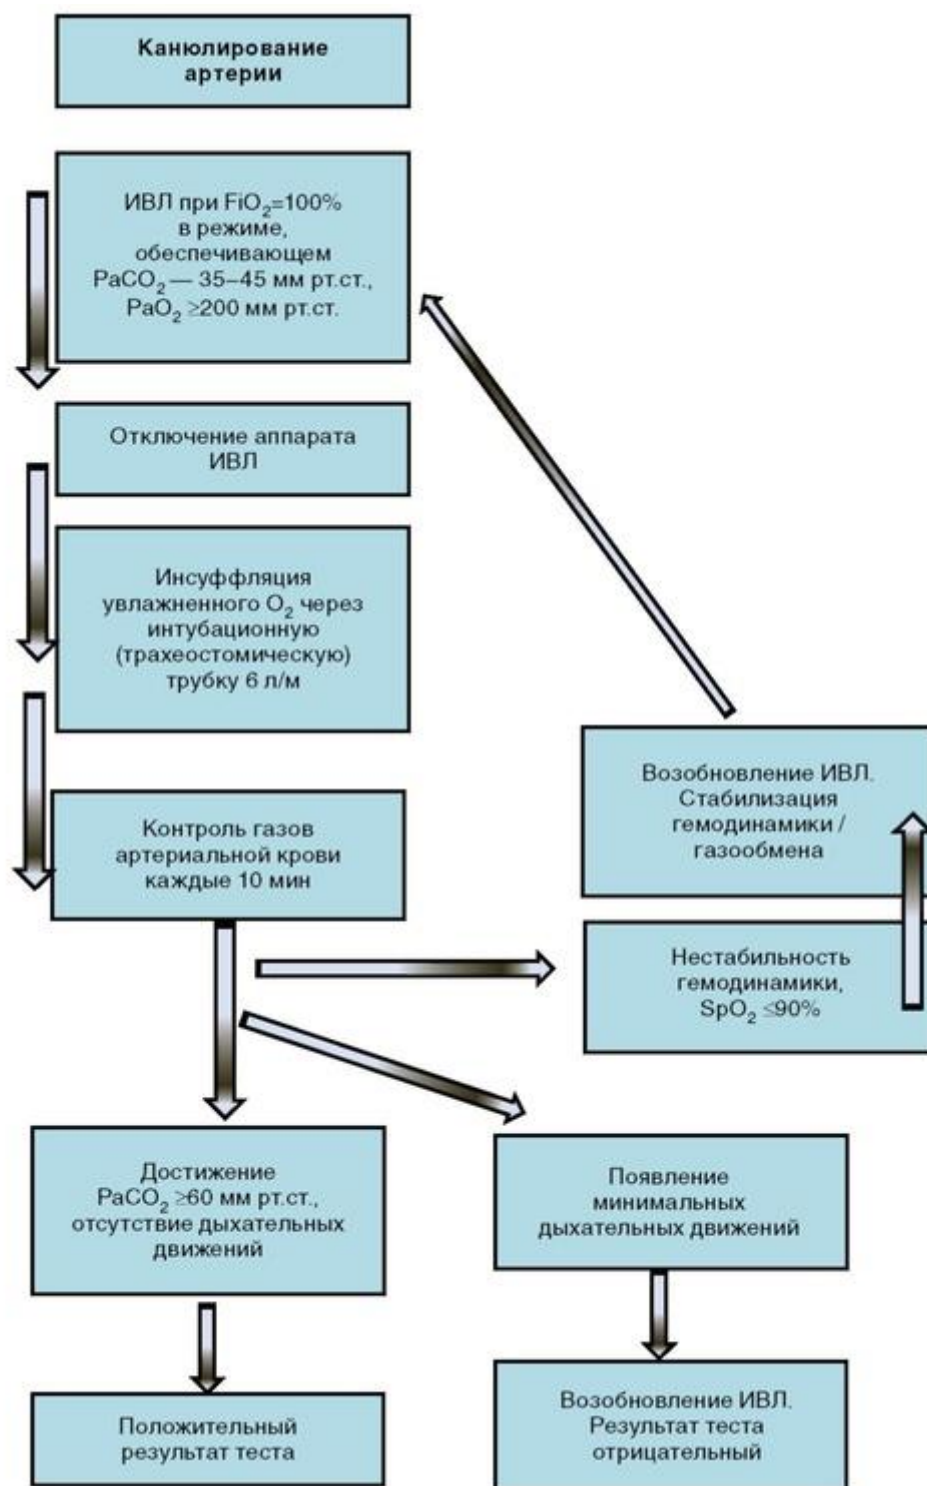 Канюлирование
артерии
ИВЛ при FiO₂=100%
в режиме,
обеспечивающем
PaCO₂ — 35–45 мм рт.ст.,
PaO₂ ≥200 мм рт.ст.
Отключение аппарата
ИВЛ
Инсуффляция
увлажненного O₂ через
интубационную
(трахеостомическую)
трубку 6 л/м
Контроль газов
артериальной крови
каждые 10 мин
Возобновление ИВЛ.
Стабилизация
гемодинамики /
газообмена
Нестабильность
гемодинамики,
SpO₂ ≤90%
Достижение
PaCO₂ ≥60 мм рт.ст.,
отсутствие дыхательных
движений
Появление
минимальных
дыхательных движений
Положительный
результат теста
Возобновление ИВЛ.
Результат теста
отрицательный